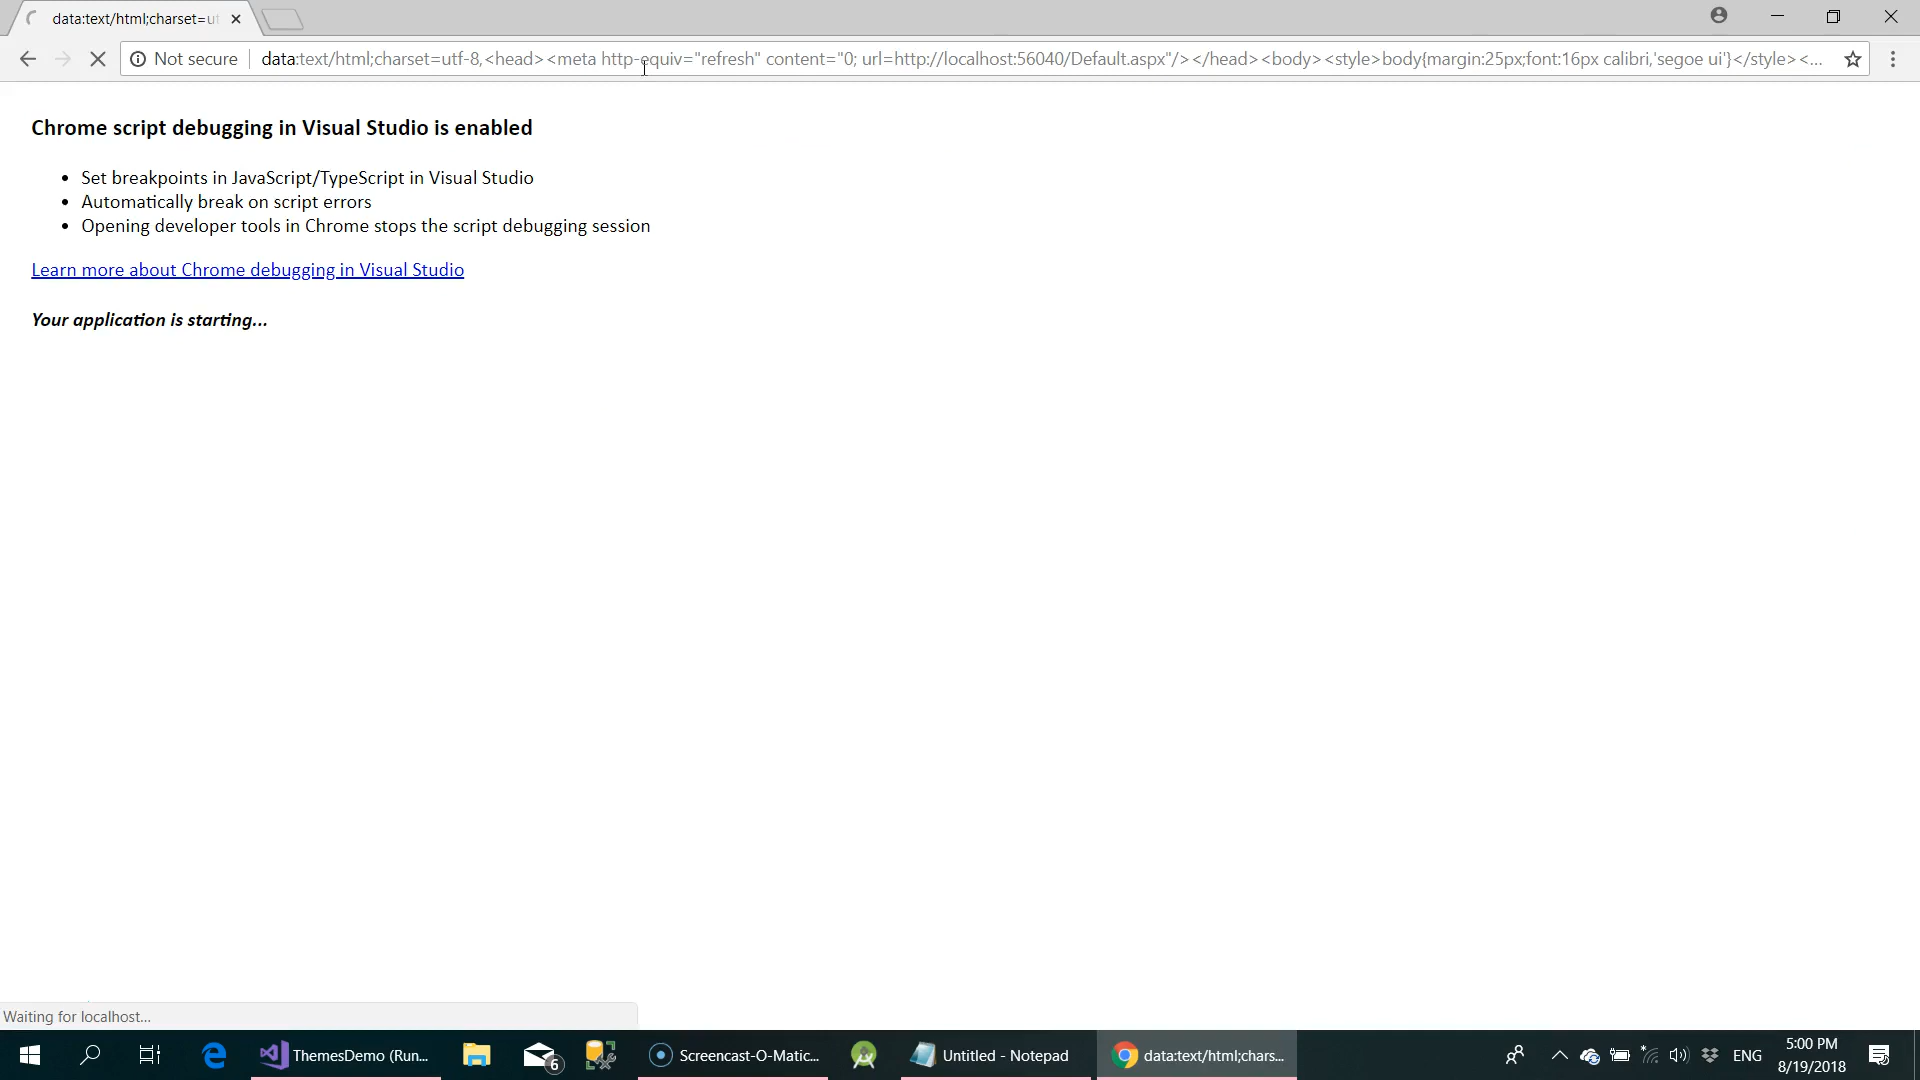 data:text/html;charset=ut
Not secure
data:text/html;charset=utf-8,<head><meta http-equiv="refresh" content="0; url=http://localhost:56040/Default.aspx"/></head><body><style>body{margin:25px;font:16px calibri,'segoe ui'}</style><...
Chrome script debugging in Visual Studio is enabled
• Set breakpoints in JavaScript/TypeScript in Visual Studio
• Automatically break on script errors
• Opening developer tools in Chrome stops the script debugging session
Learn more about Chrome debugging in Visual Studio
Your application is starting...
Waiting for localhost...
ThemesDemo (Run...
6
Screencast-O-Matic...
Untitled - Notepad
data:text/html;chars...
ENG
5:00 PM
8/19/2018